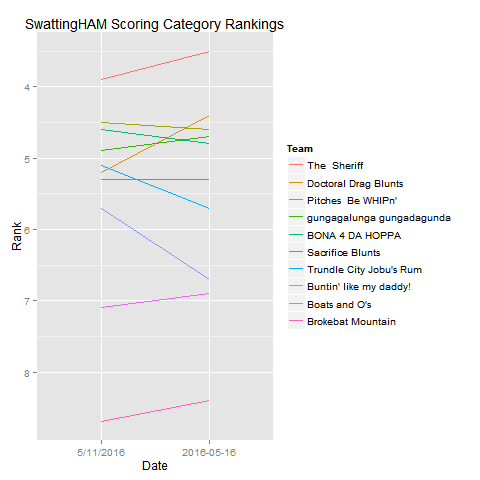 SwattingHAM Scoring Category Rankings
4
5
6
7
8
Rank
5/11/2016
2016-05-16
Date
Team
The  Sheriff
Doctoral Drag Blunts
Pitches  Be WHIPn'
gungagalunga gungadagunda
BONA 4 DA HOPPA
Sacrifice Blunts
Trundle City Jobu's Rum
Buntin' like my daddy!
Boats and O's
Brokebat Mountain